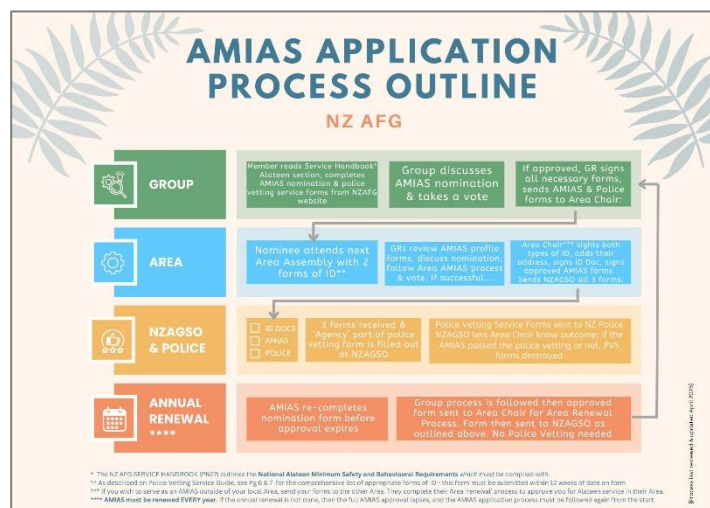 AMIAS APPLICATION
PROCESS OUTLINE
NZ AFG
GROUP
Member reads Service Handbook*
Alateen section, completes
AMIAS nomination & police
vetting service forms from NZAFG
website
Group discusses
AMIAS nomination
& takes a vote
If approved, GR signs
all necessary forms,
sends AMIAS & Police
forms to Area Chair:
AREA
Nominee attends next
Area Assembly with 2
forms of ID**
GRs review AMIAS profile
forms, discuss nomination,
follow Area AMIAS process
& vote. If successful...
Area Chair*** sights both
types of ID, adds their
address, signs ID Doc, signs
approved AMIAS forms.
Sends NZAGSO all 3 forms:
NZAGSO
& POLICE
ID DOCS
AMIAS
POLICE
3 forms received &
'Agency' part of police
vetting form is filled out
at NZAGSO
Police Vetting Service Forms sent to NZ Police.
NZAGSO lets Area Chair know outcome: if the
AMIAS passed the police vetting or not. PVS
forms destroyed
ANNUAL
RENEWAL
****
AMIAS re-completes
nomination form before
approval expires
Group process is followed then approved
form sent to Area Chair for Area Renewal
Process. Form then sent to NZAGSO as
outlined above. No Police Vetting needed
* The NZ AFG SERVICE HANDBOOK (PNZ7) outlines the National Alateen Minimum Safety and Behavioural Requirements which must be complied with.
** As described on Police Vetting Service Guide, see Pg 6 & 7 for the comprehensive list of appropriate forms of ID - this form must be submitted within 12 weeks of date on form.
*** If you wish to serve as an AMIAS outside of your local Area, send your forms to the other Area. They complete their Area 'renewal' process to approve you for Alateen service in their Area.
**** AMIAS must be renewed EVERY year. If the annual renewal is not done, then the full AMIAS approval lapses, and the AMIAS application process must be followed again from the start.
[Process last reviewed & updated April 2025]